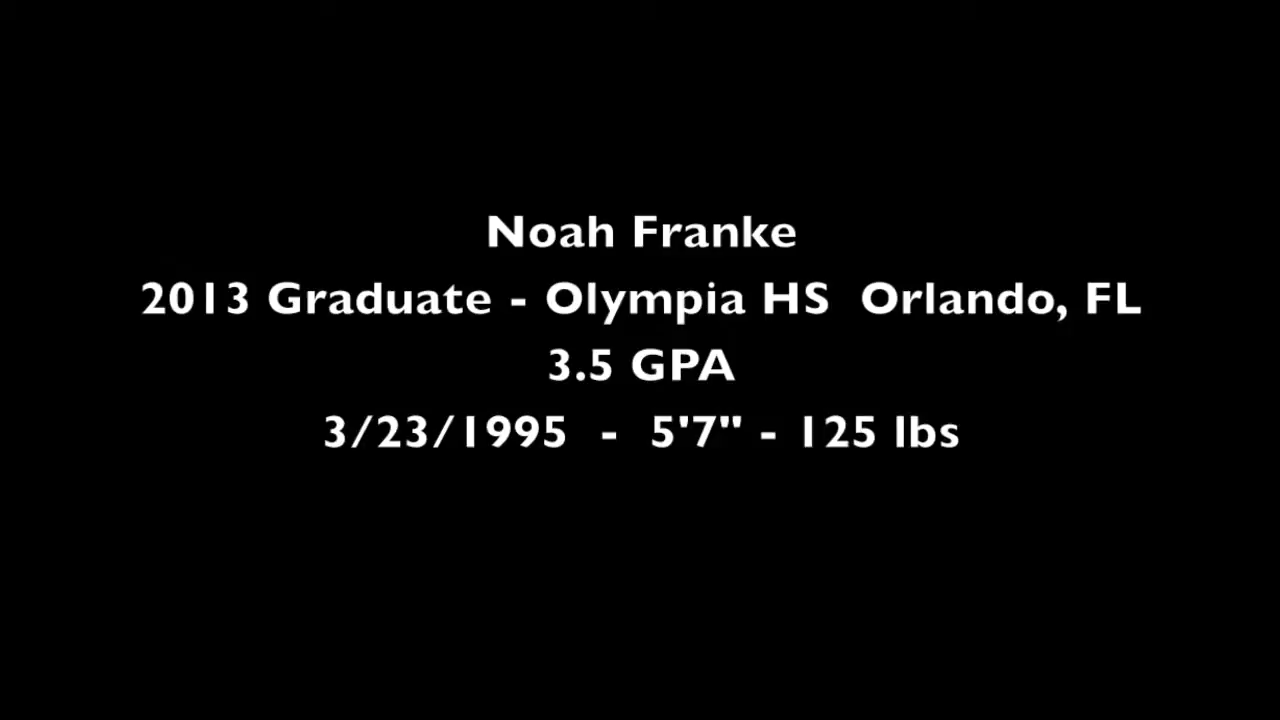 Noah Franke
2013 Graduate - Olympia HS  Orlando, FL
3.5 GPA
3/23/1995  -  5'7" - 125 lbs